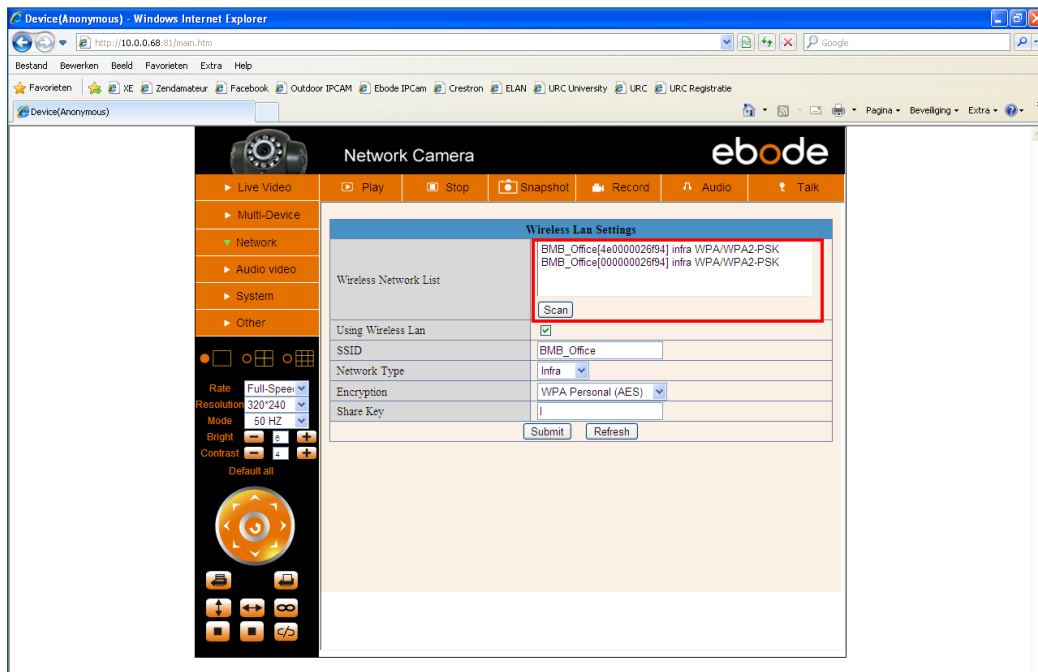 Device(Anonymous) - Windows Internet Explorer
http://10.0.0.68:81/main.htm
Google
Bestand Bewerken Beeld Favorieten Extra Help
Favorieten XE Zendamateur Facebook Outdoor IPCAM Ebode IPCam Crestron ELAN URC University URC URC Registratie
Device(Anonymous)
Pagina Beveiliging Extra
Network Camera
ebode
Live Video
Play Stop Snapshot Record Audio Talk
Multi-Device
Network
Audio video
System
Other
Wireless Lan Settings
Wireless Network List
BMB_Office[4e0000026f94] infra WPA/WPA2-PSK
BMB_Office[000000026f94] infra WPA/WPA2-PSK
Scan
Using Wireless Lan
SSID BMB_Office
Network Type Infra
Encryption WPA Personal (AES)
Share Key
Submit Refresh
Rate Full-Speed
Resolution 320*240
Mode 50 HZ
Bright 6
Contrast 4
Default all